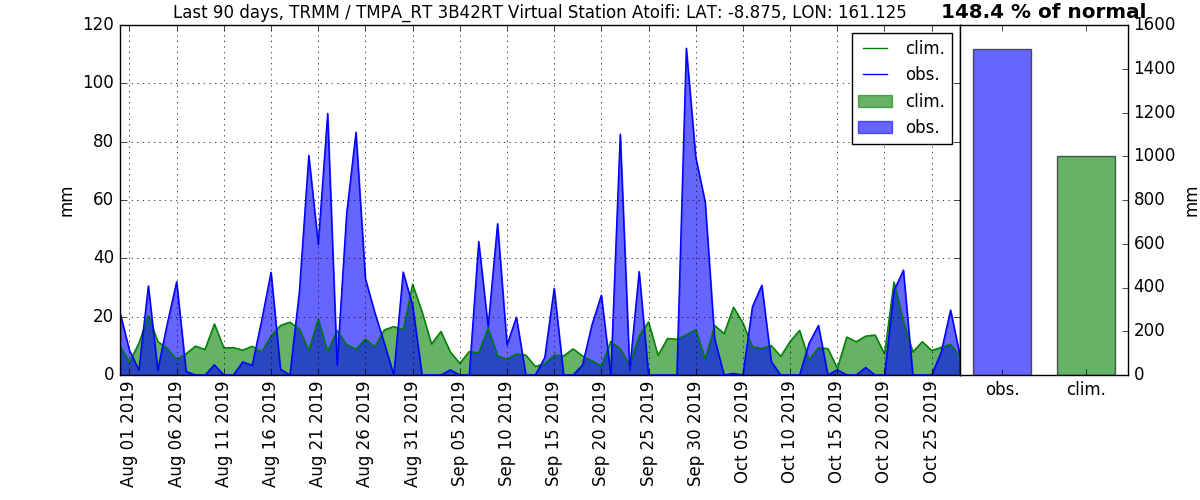 Last 90 days, TRMM / TMPA_RT 3B42RT Virtual Station Atoifi: LAT: -8.875, LON: 161.125
148.4 % of normal
120
100
80
60
40
20
0
mm
clim.
obs.
clim.
obs.
Aug 01 2019
Aug 06 2019
Aug 11 2019
Aug 16 2019
Aug 21 2019
Aug 26 2019
Aug 31 2019
Sep 05 2019
Sep 10 2019
Sep 15 2019
Sep 20 2019
Sep 25 2019
Sep 30 2019
Oct 05 2019
Oct 10 2019
Oct 15 2019
Oct 20 2019
Oct 25 2019
1600
1400
1200
1000
800
600
400
200
0
mm
obs.
clim.